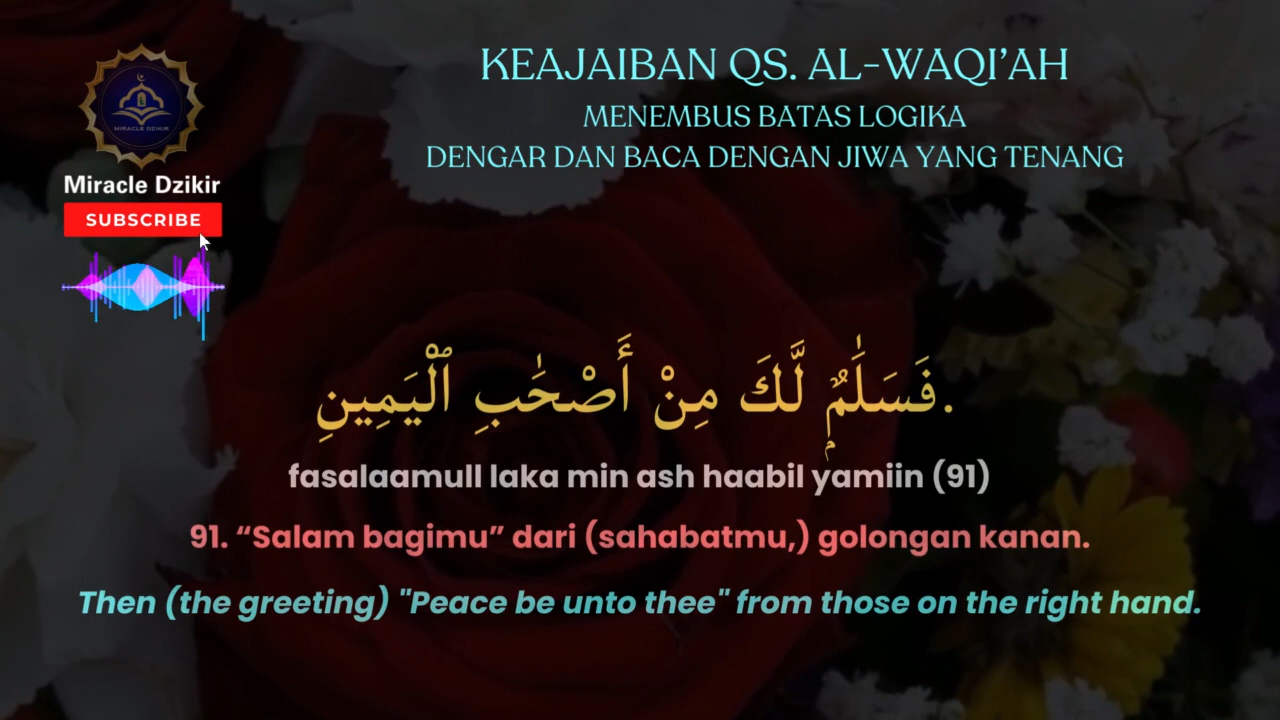 KEAJAIBAN QS. AL-WAQI’AH
MENEMBUS BATAS LOGIKA
DENGAR DAN BACA DENGAN JIWA YANG TENANG
MIRACLE DZIKIR
Miracle Dzikir
SUBSCRIBE
فَسَلَٰمٌۭ لَّكَ مِنْ أَصْحَٰبِ ٱلْيَمِينِ.
fasalaamull laka min ash haabil yamiin (91)
91. “Salam bagimu” dari (sahabatmu,) golongan kanan.
Then (the greeting) "Peace be unto thee" from those on the right hand.